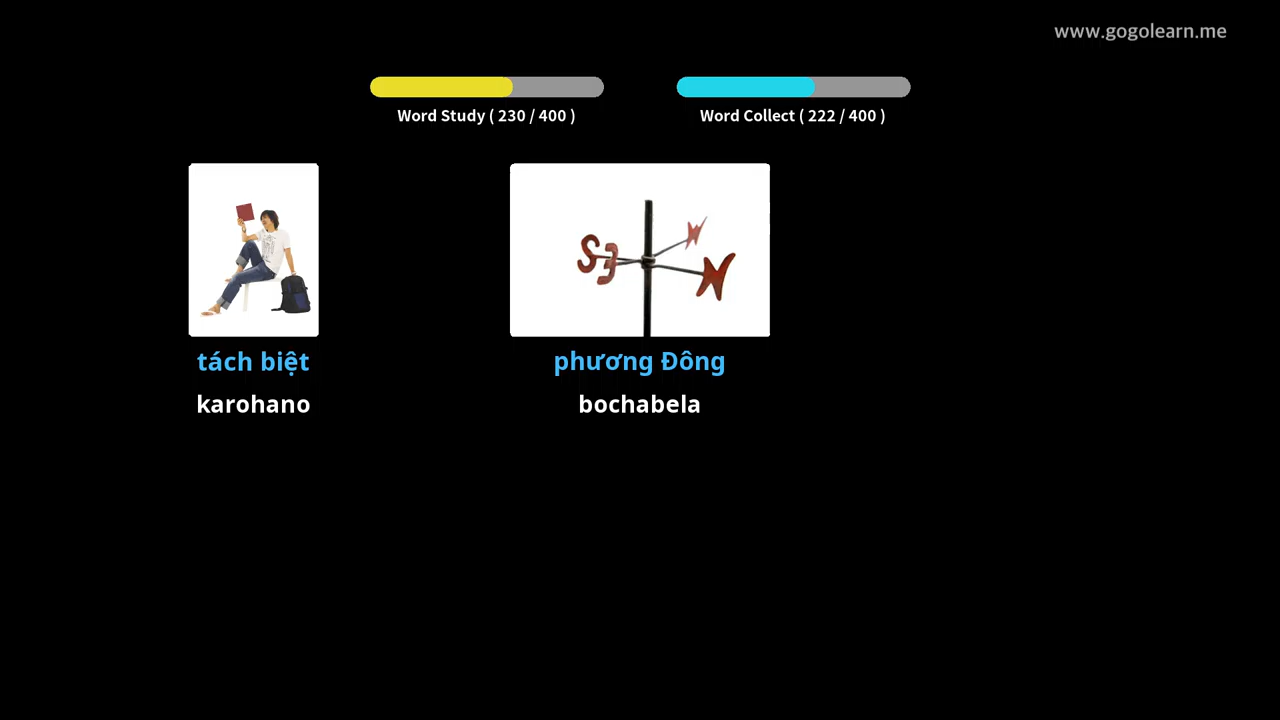 www.gogolearn.me
Word Study ( 230 / 400 )
Word Collect ( 222 / 400 )
S E N W
tách biệt
phương Đông
karohano
bochabela